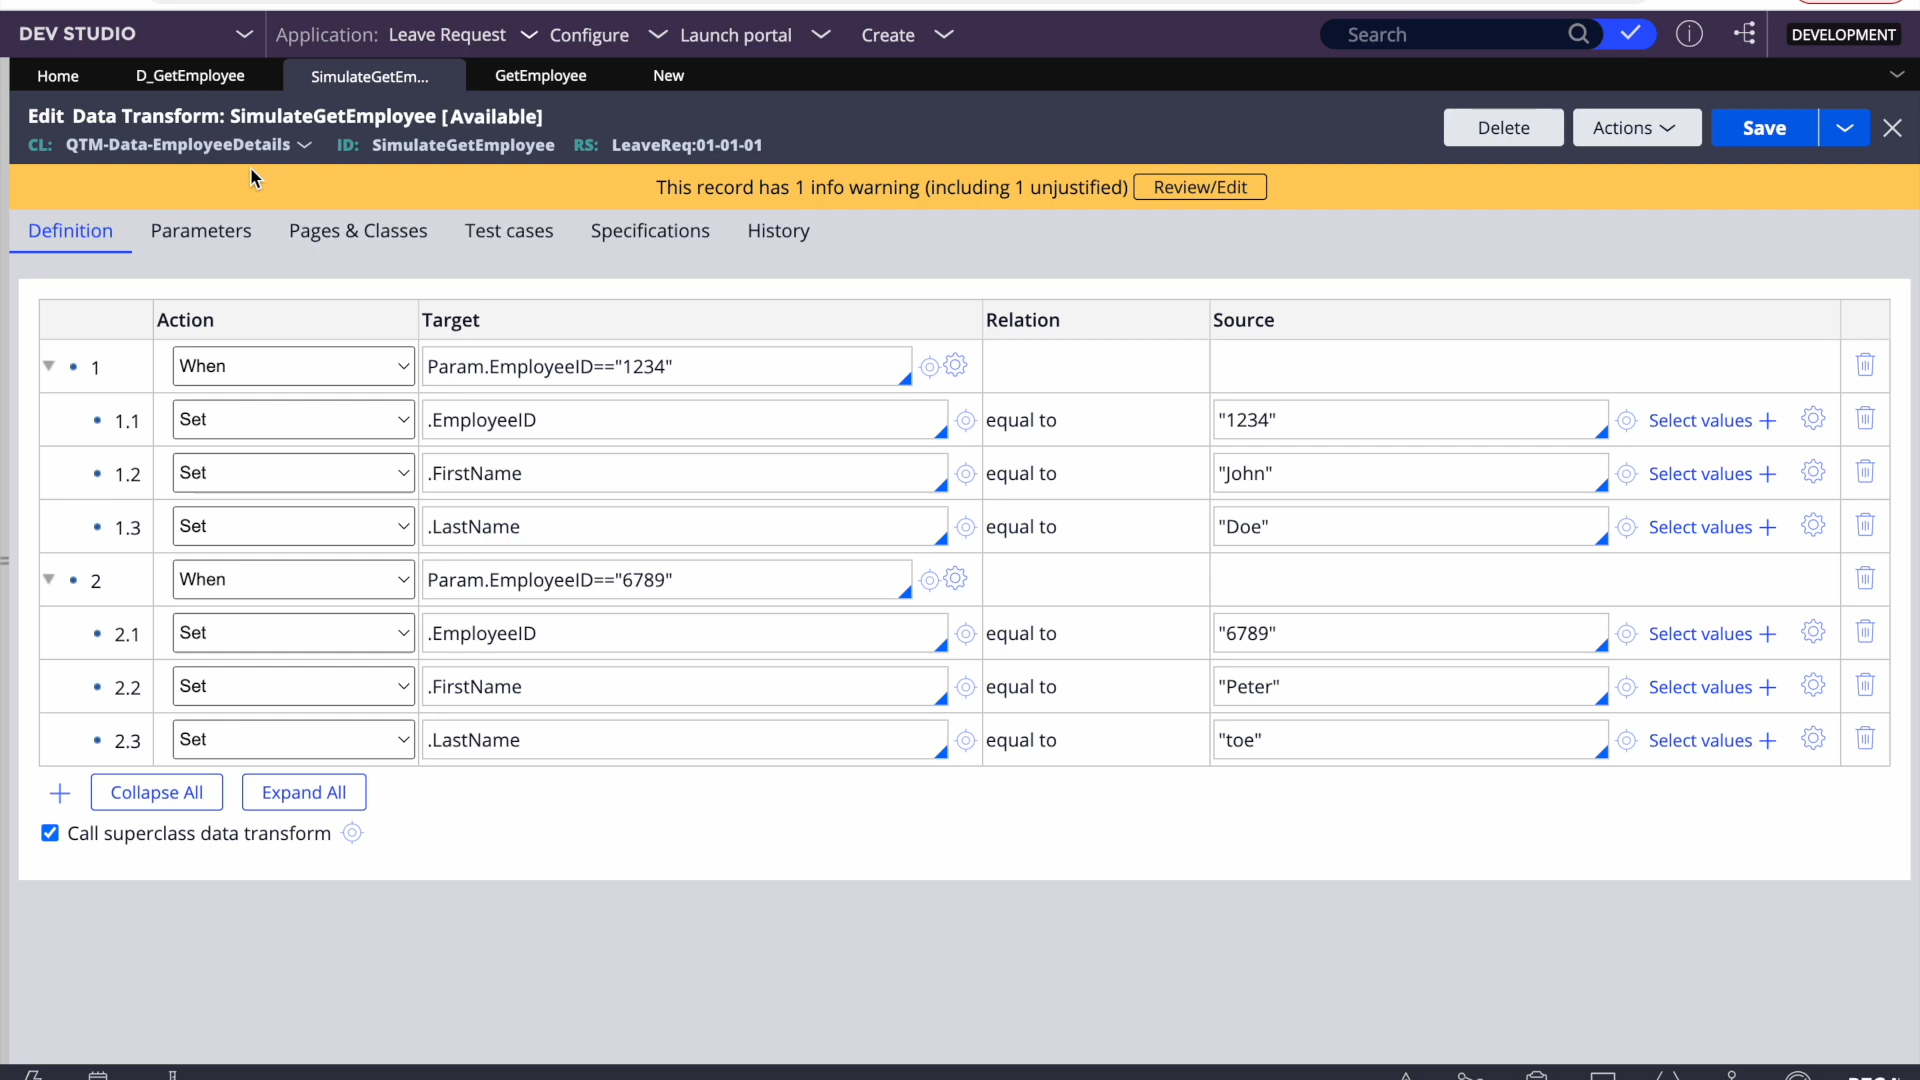 DEV STUDIO Application: Leave Request Configure Launch portal Create Search DEVELOPMENT
Home D_GetEmployee SimulateGetEm... GetEmployee New
Edit Data Transform: SimulateGetEmployee [Available] Delete Actions Save
CL: QTM-Data-EmployeeDetails ID: SimulateGetEmployee RS: LeaveReq:01-01-01
This record has 1 info warning (including 1 unjustified) Review/Edit
Definition Parameters Pages & Classes Test cases Specifications History
Action Target Relation Source
1 When Param.EmployeeID=="1234"
1.1 Set .EmployeeID equal to "1234" Select values
1.2 Set .FirstName equal to "John" Select values
1.3 Set .LastName equal to "Doe" Select values
2 When Param.EmployeeID=="6789"
2.1 Set .EmployeeID equal to "6789" Select values
2.2 Set .FirstName equal to "Peter" Select values
2.3 Set .LastName equal to "toe" Select values
Collapse All Expand All
Call superclass data transform